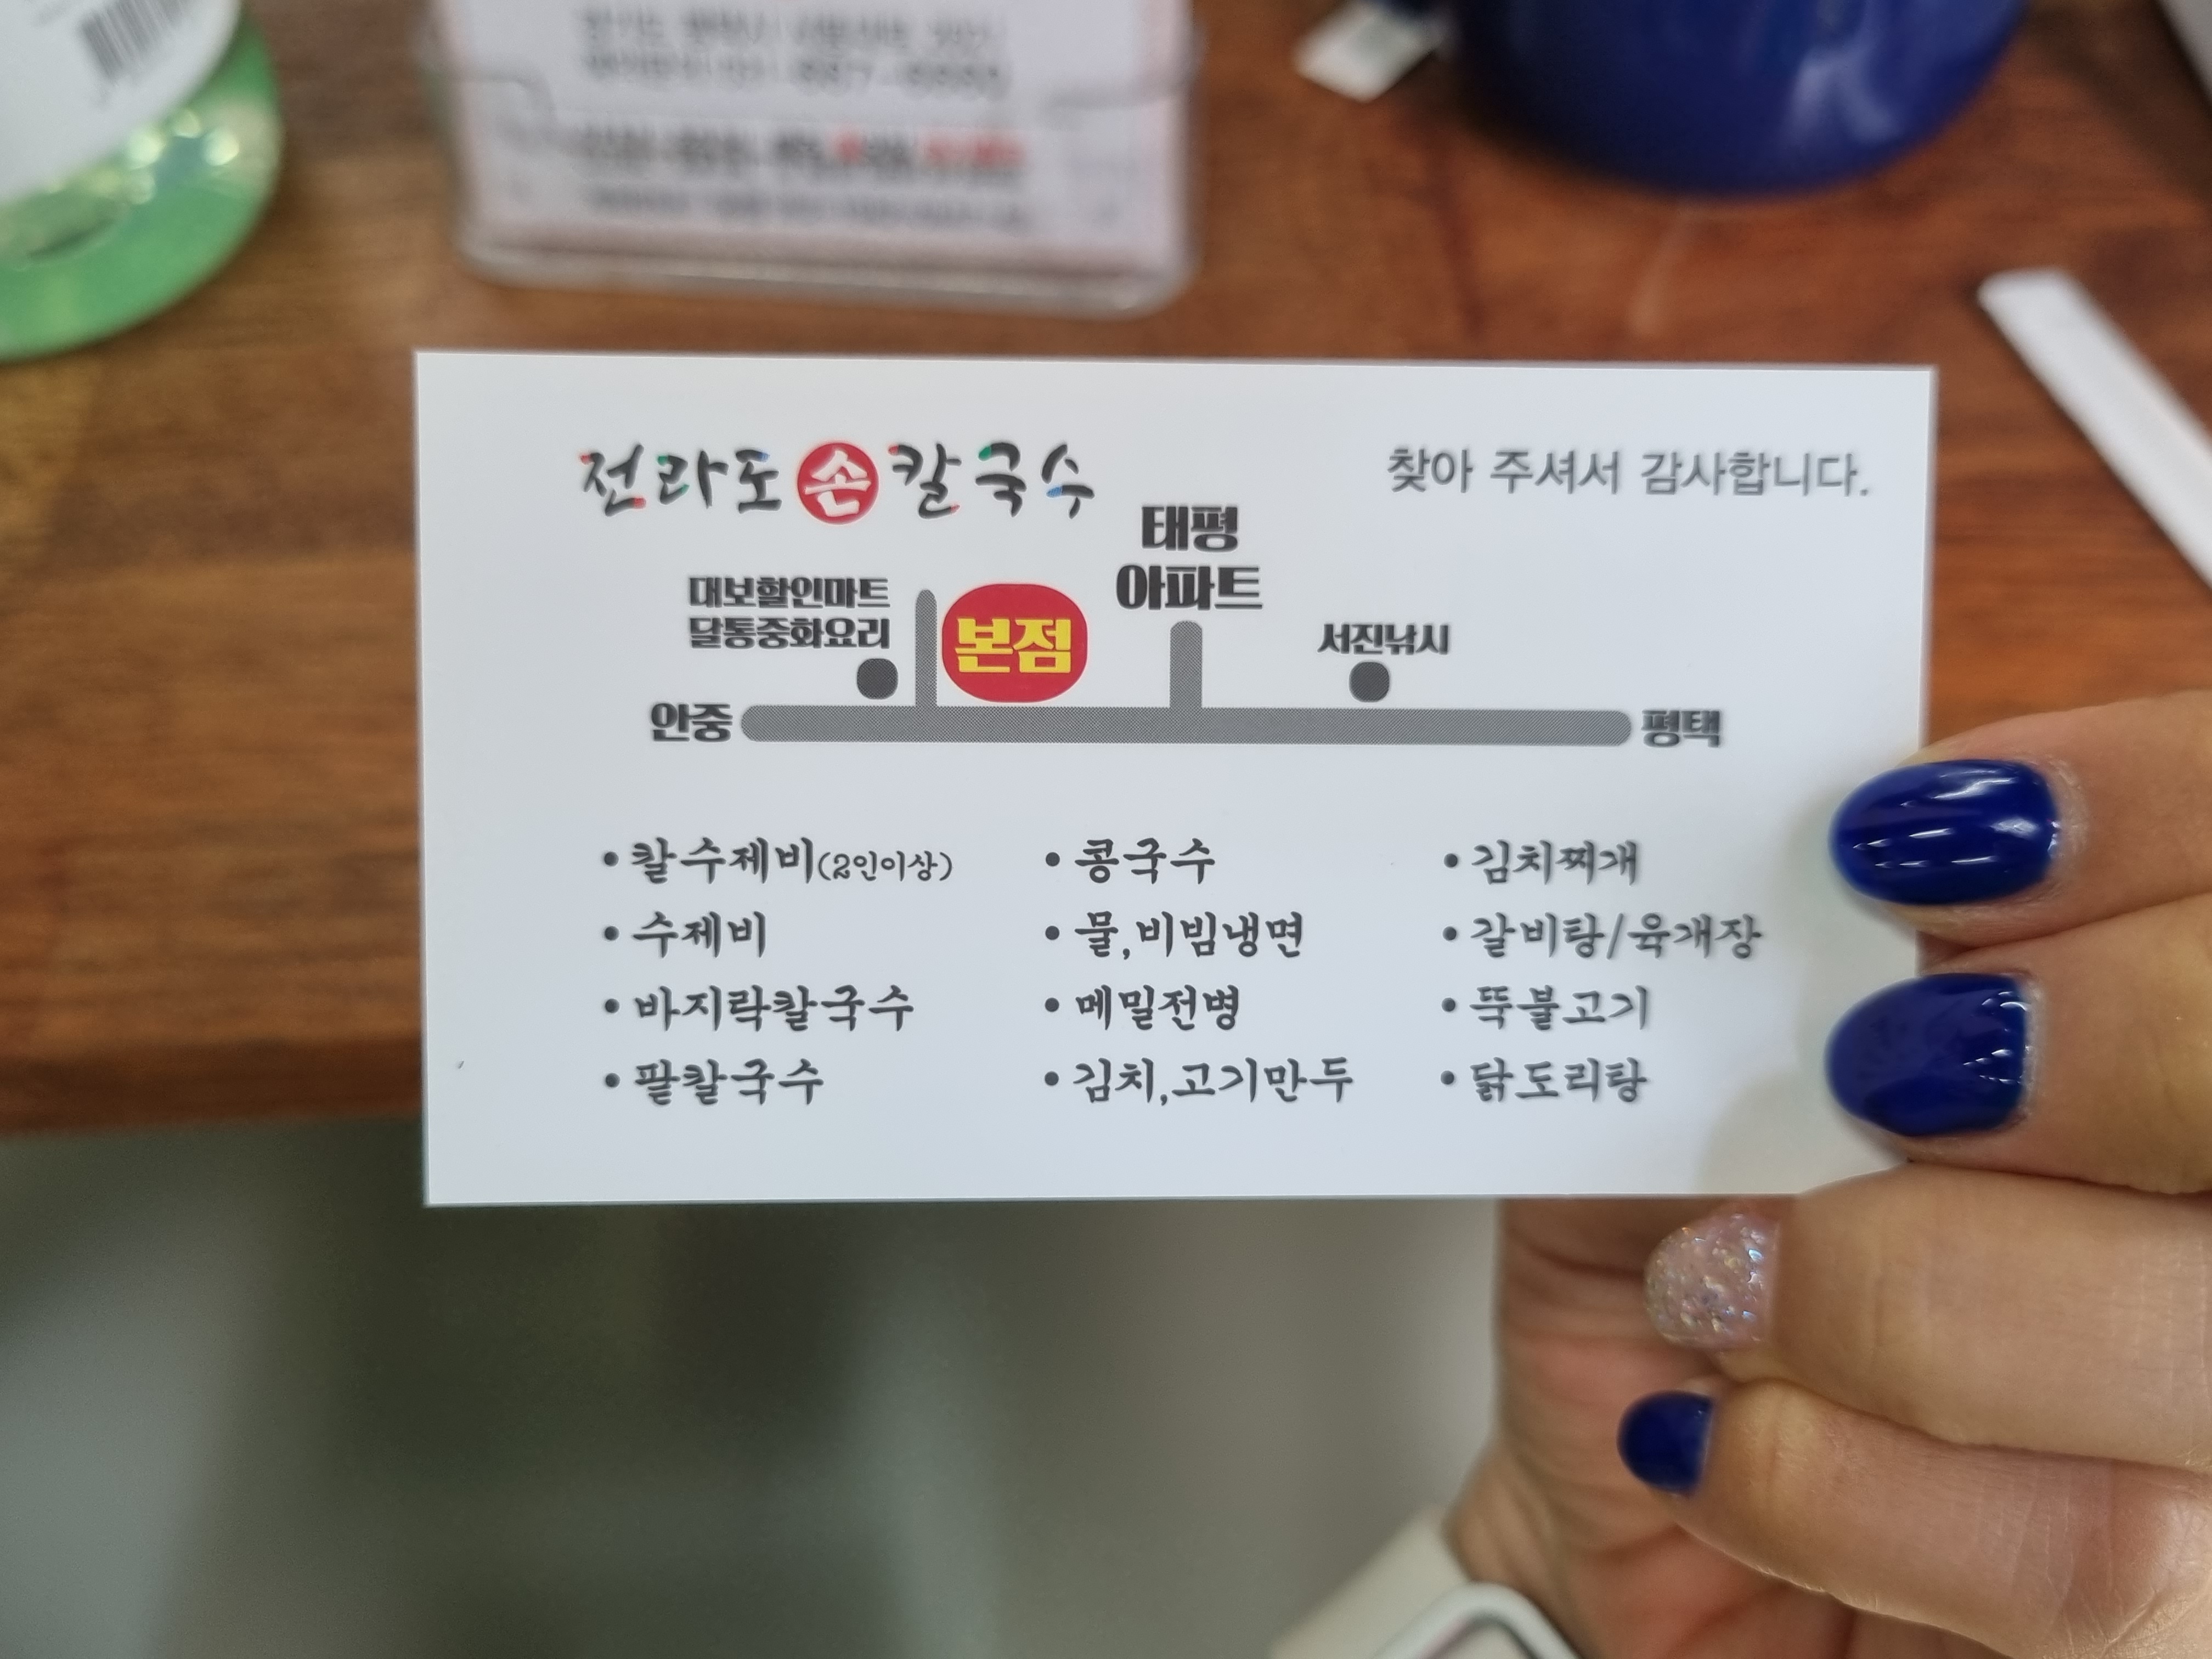 전라도손칼국수
찾아 주셔서 감사합니다.
태평
아파트
대보할인마트
달통중화요리
본점
서진낚시
안중
평택
• 칼수제비(2인이상)
• 수제비
• 바지락칼국수
• 팥칼국수
• 콩국수
• 물,비빔냉면
• 메밀전병
• 김치,고기만두
• 김치찌개
• 갈비탕/육개장
• 뚝불고기
• 닭도리탕